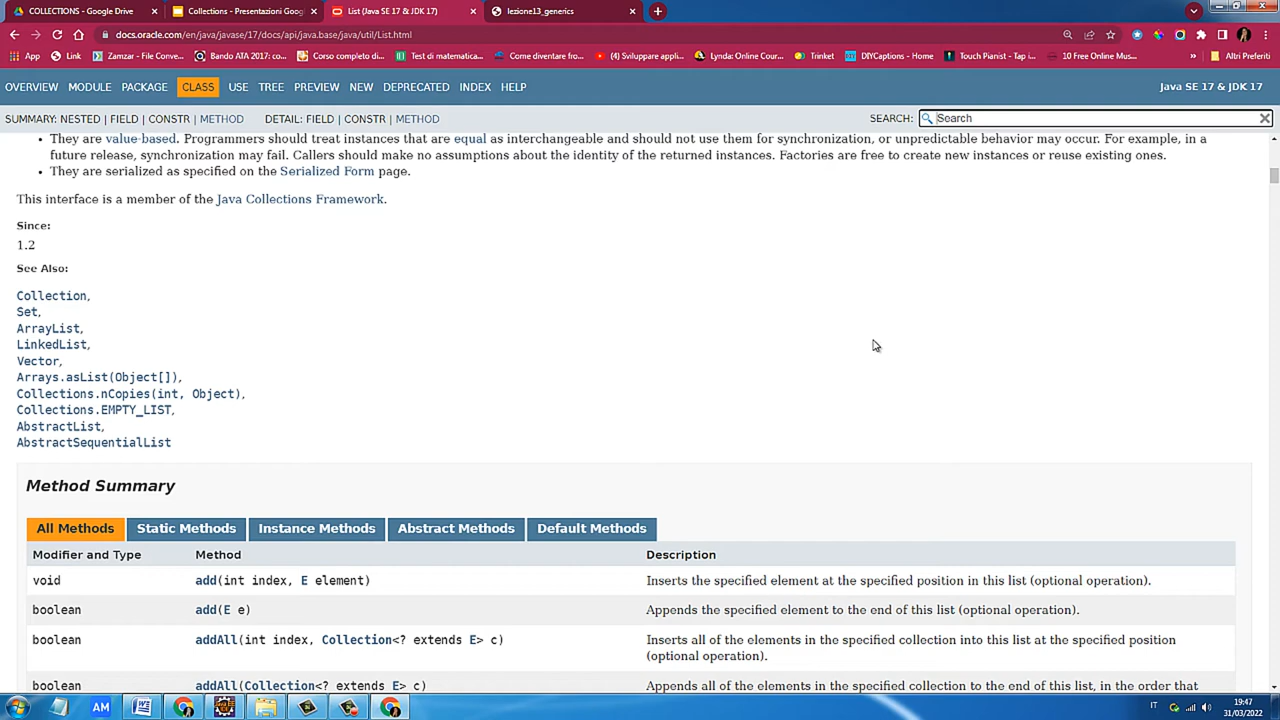 COLLECTIONS - Google Drive
Collections - Presentazioni Googl
List (Java SE 17 & JDK 17)
lezione13_generics
docs.oracle.com/en/java/javase/17/docs/api/java.base/java/util/List.html
App Link Zamzar - File Conve... Bando ATA 2017: co... Corso completo di... Test di matematica... Come diventare fro... (4) Sviluppare appli... Lynda: Online Cour... Trinket DIYCaptions - Home Touch Pianist - Tap i... 10 Free Online Mus... Altri Preferiti
OVERVIEW MODULE PACKAGE CLASS USE TREE PREVIEW NEW DEPRECATED INDEX HELP Java SE 17 & JDK 17
SUMMARY: NESTED | FIELD | CONSTR | METHOD DETAIL: FIELD | CONSTR | METHOD SEARCH: Search
They are value-based. Programmers should treat instances that are equal as interchangeable and should not use them for synchronization, or unpredictable behavior may occur. For example, in a
future release, synchronization may fail. Callers should make no assumptions about the identity of the returned instances. Factories are free to create new instances or reuse existing ones.
They are serialized as specified on the Serialized Form page.
This interface is a member of the Java Collections Framework.
Since:
1.2
See Also:
Collection,
Set,
ArrayList,
LinkedList,
Vector,
Arrays.asList(Object[]),
Collections.nCopies(int, Object),
Collections.EMPTY_LIST,
AbstractList,
AbstractSequentialList
Method Summary
All Methods Static Methods Instance Methods Abstract Methods Default Methods
Modifier and Type Method Description
void add(int index, E element) Inserts the specified element at the specified position in this list (optional operation).
boolean add(E e) Appends the specified element to the end of this list (optional operation).
boolean addAll(int index, Collection<? extends E> c) Inserts all of the elements in the specified collection into this list at the specified position
(optional operation).
boolean addAll(Collection<? extends E> c) Appends all of the elements in the specified collection to the end of this list, in the order that
AM
IT
19:47
31/03/2022